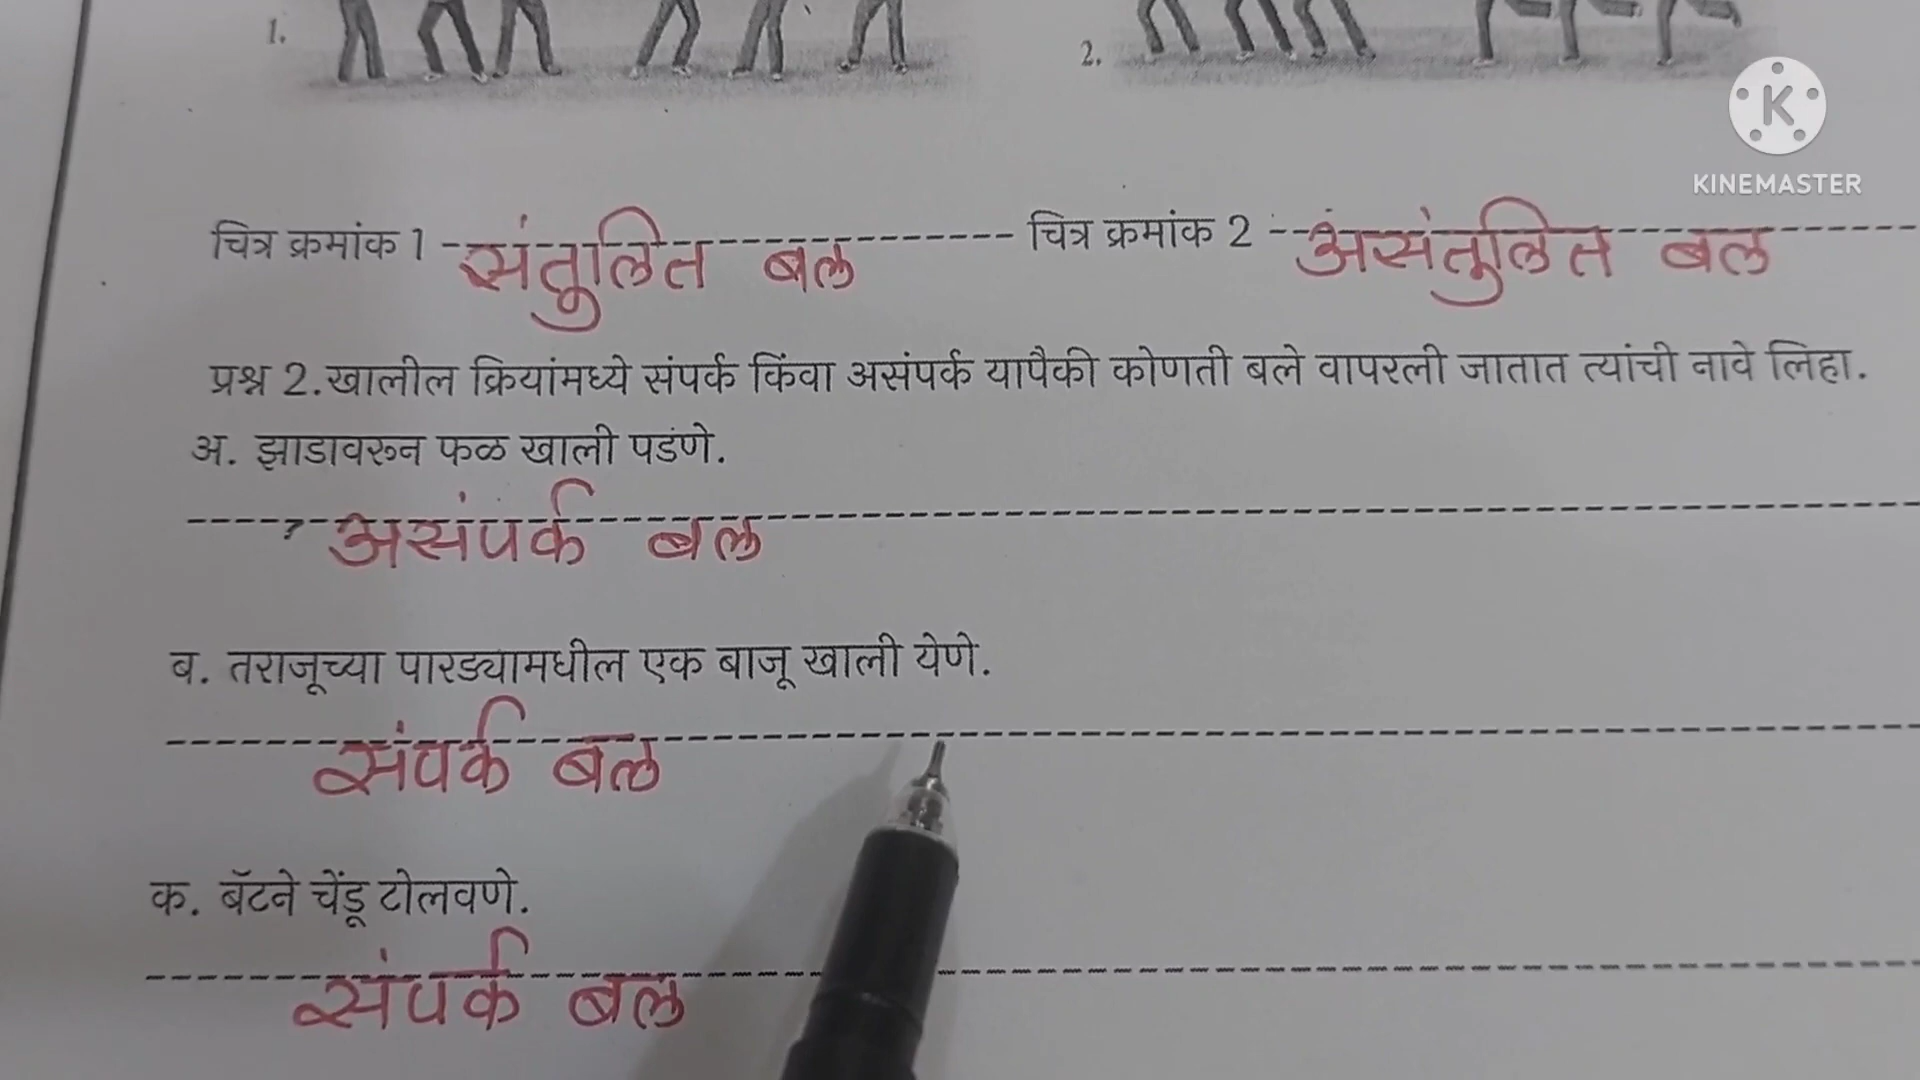 1.
2.
K
KINEMASTER
चित्र क्रमांक 1 संतुलित बल चित्र क्रमांक 2 असंतुलित बल
प्रश्न 2. खालील क्रियांमध्ये संपर्क किंवा असंपर्क यापैकी कोणती बले वापरली जातात त्यांची नावे लिहा.
अ. झाडावरून फळ खाली पडंणे.
असंपर्क बल
ब. तराजूच्या पारड्यामधील एक बाजू खाली येणे.
संपर्क बल
क. बॅटने चेंडू टोलवणे.
संपर्क बल